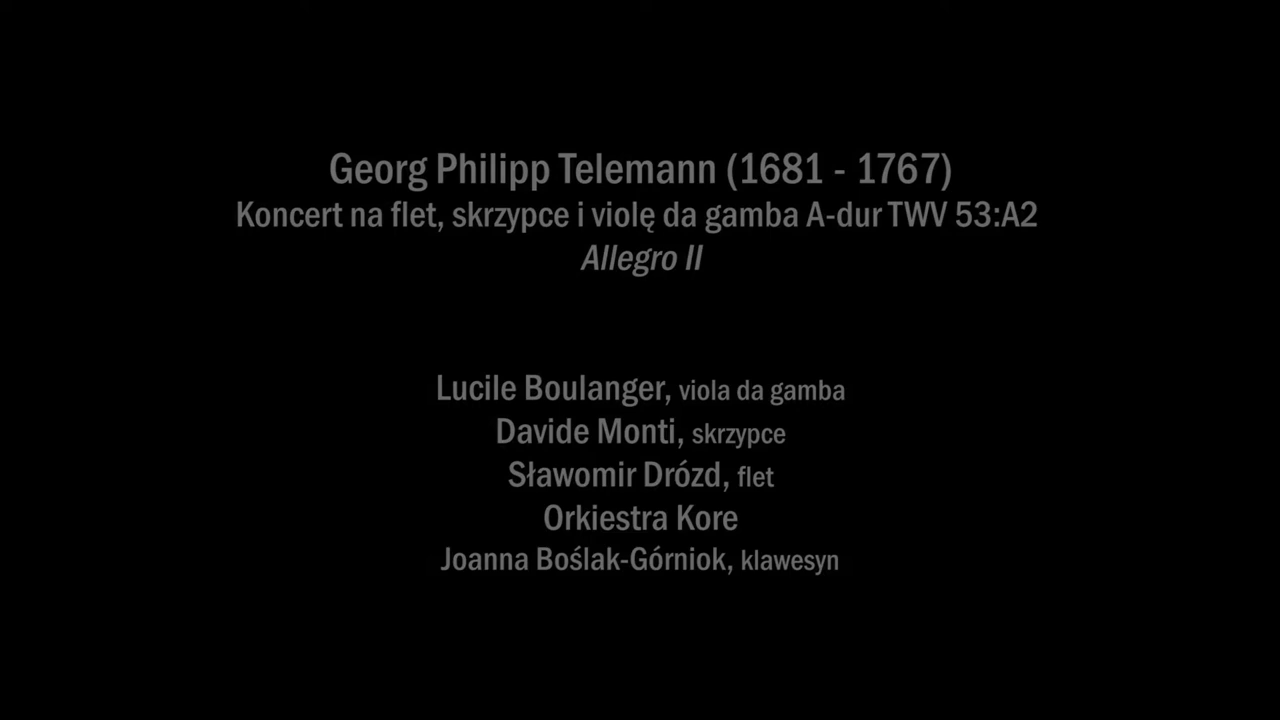 Georg Philipp Telemann (1681 - 1767)
Koncert na flet, skrzypce i violę da gamba A-dur TWV 53:A2
Allegro II
Lucile Boulanger, viola da gamba
Davide Monti, skrzypce
Sławomir Drózd, flet
Orkiestra Kore
Joanna Boślak-Górniok, klawesyn